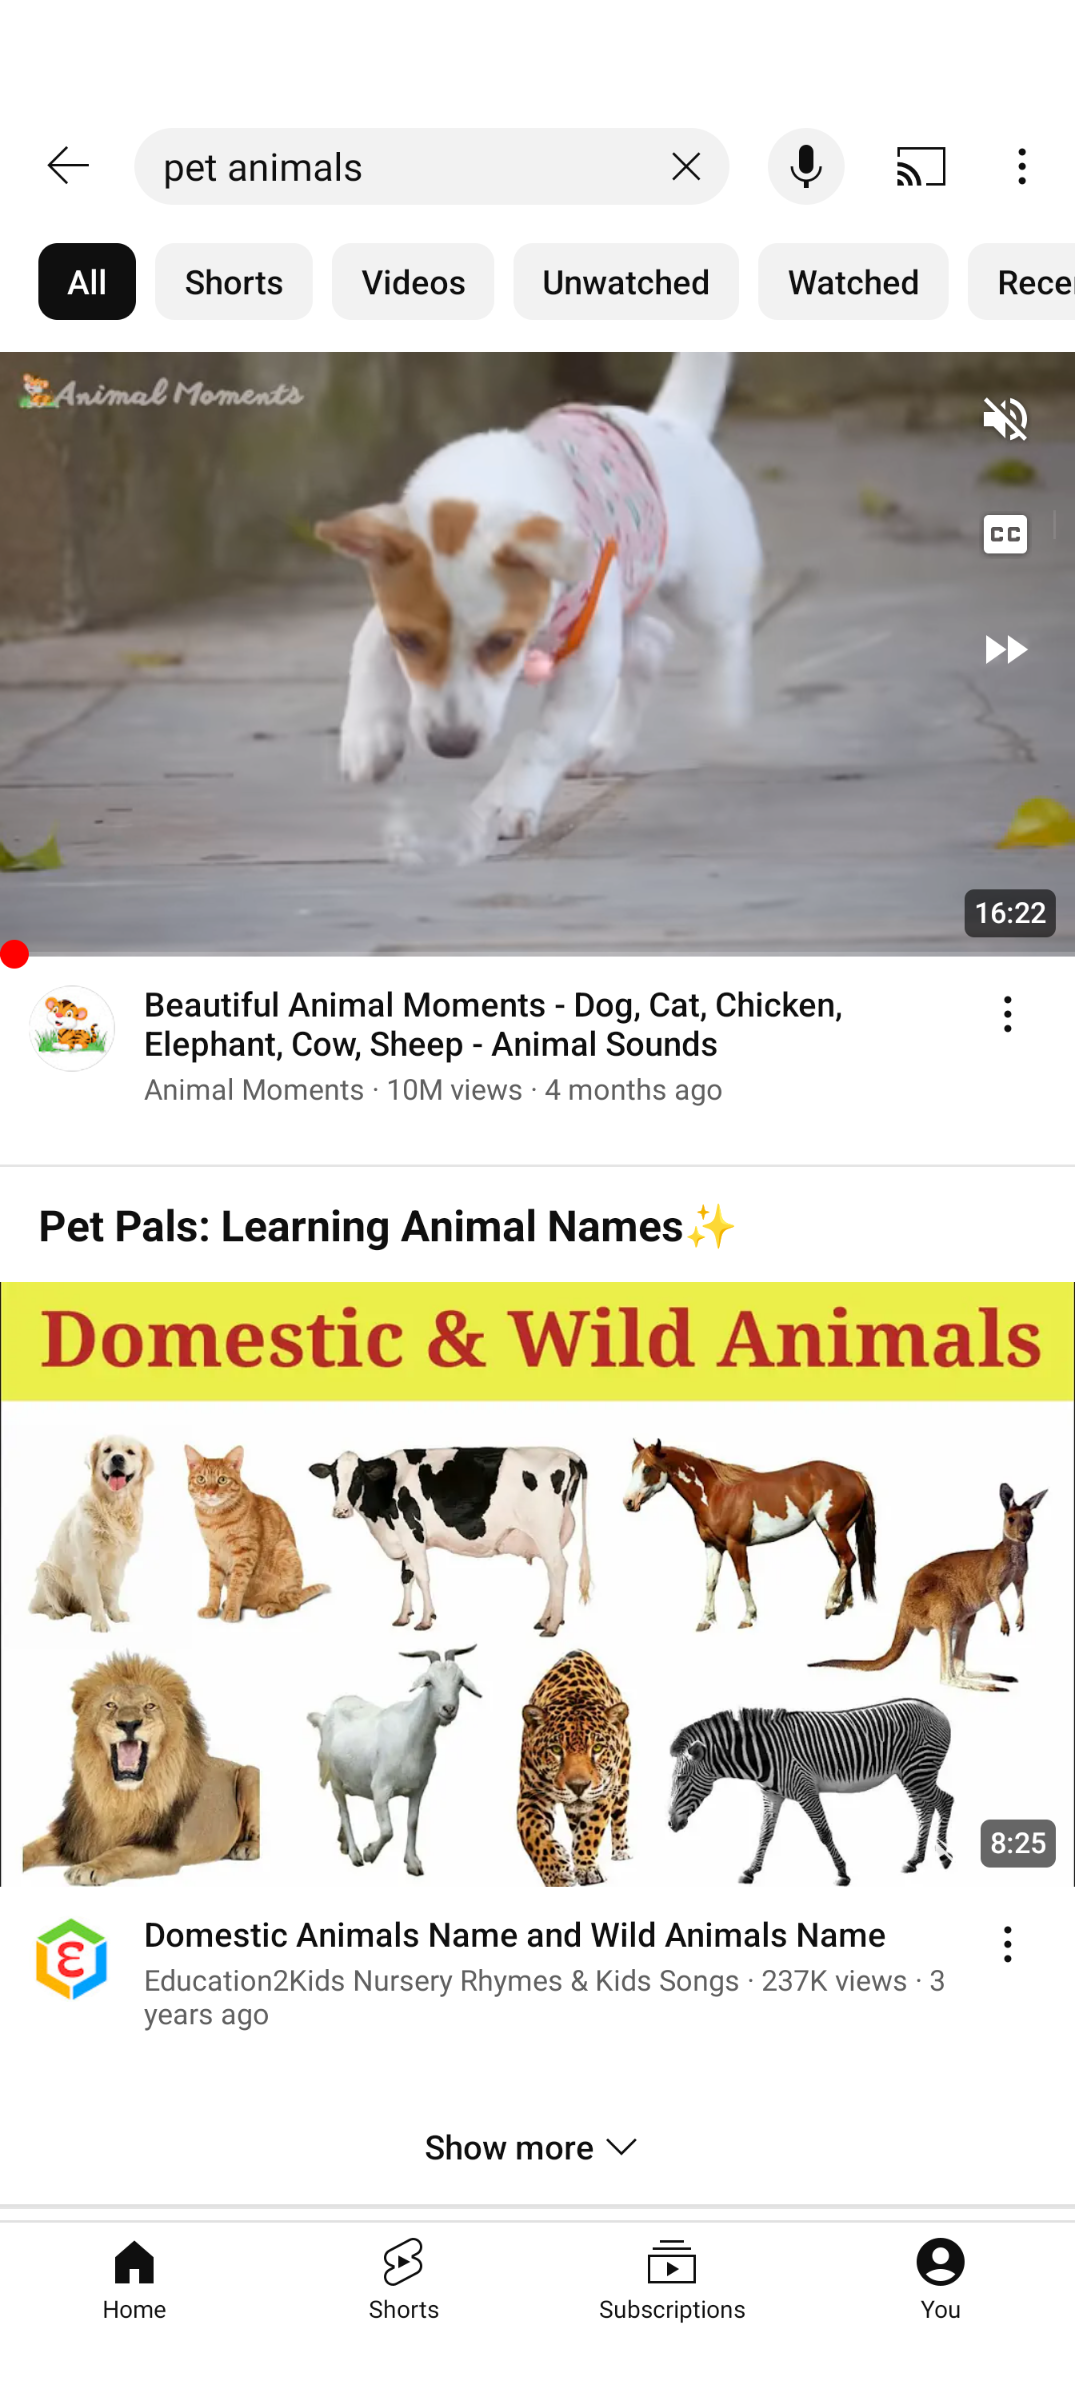 pet animals
All
Shorts
Videos
Unwatched
Watched
Rece
Animal Moments
CC
16:22
Beautiful Animal Moments - Dog, Cat, Chicken,
Elephant, Cow, Sheep - Animal Sounds
Animal Moments · 10M views · 4 months ago
Pet Pals: Learning Animal Names✨
Domestic & Wild Animals
8:25
Domestic Animals Name and Wild Animals Name
Education2Kids Nursery Rhymes & Kids Songs · 237K views · 3
years ago
Show more
Home
Shorts
Subscriptions
You